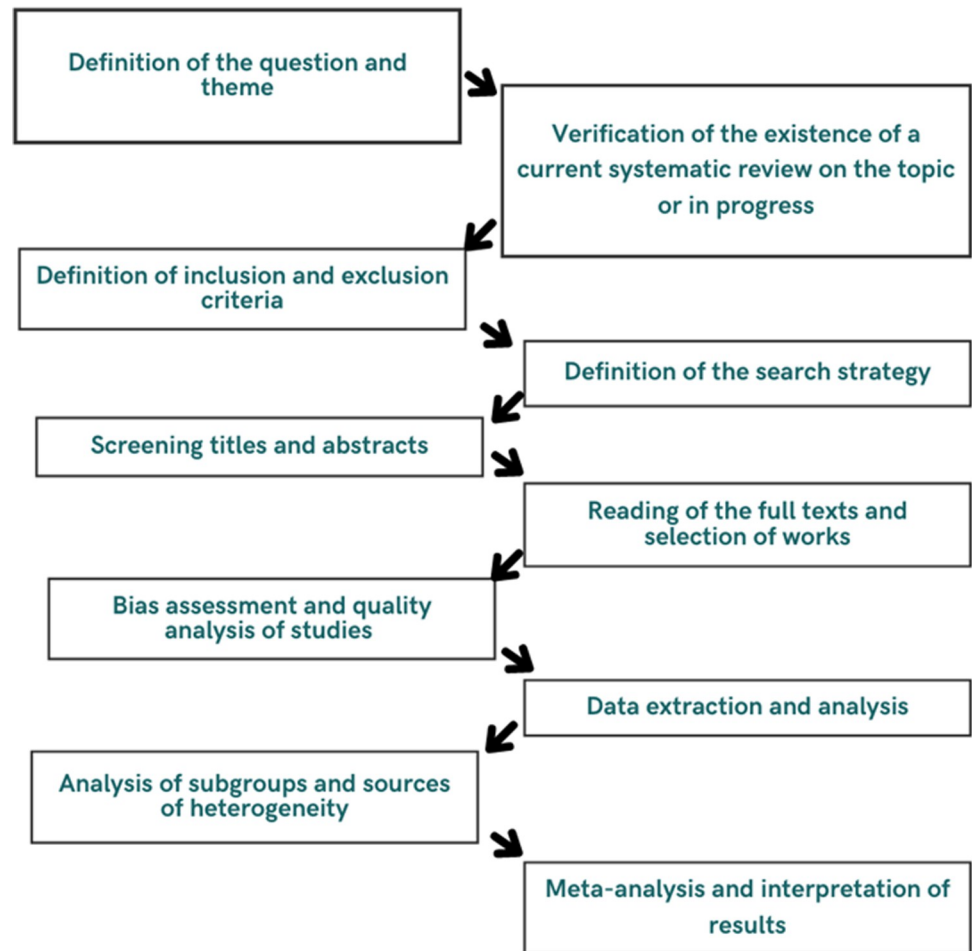 Definition of the question and
theme
Verification of the existence of a
current systematic review on the topic
or in progress
Definition of inclusion and exclusion
criteria
Definition of the search strategy
Screening titles and abstracts
Reading of the full texts and
selection of works
Bias assessment and quality
analysis of studies
Data extraction and analysis
Analysis of subgroups and sources
of heterogeneity
Meta-analysis and interpretation of
results